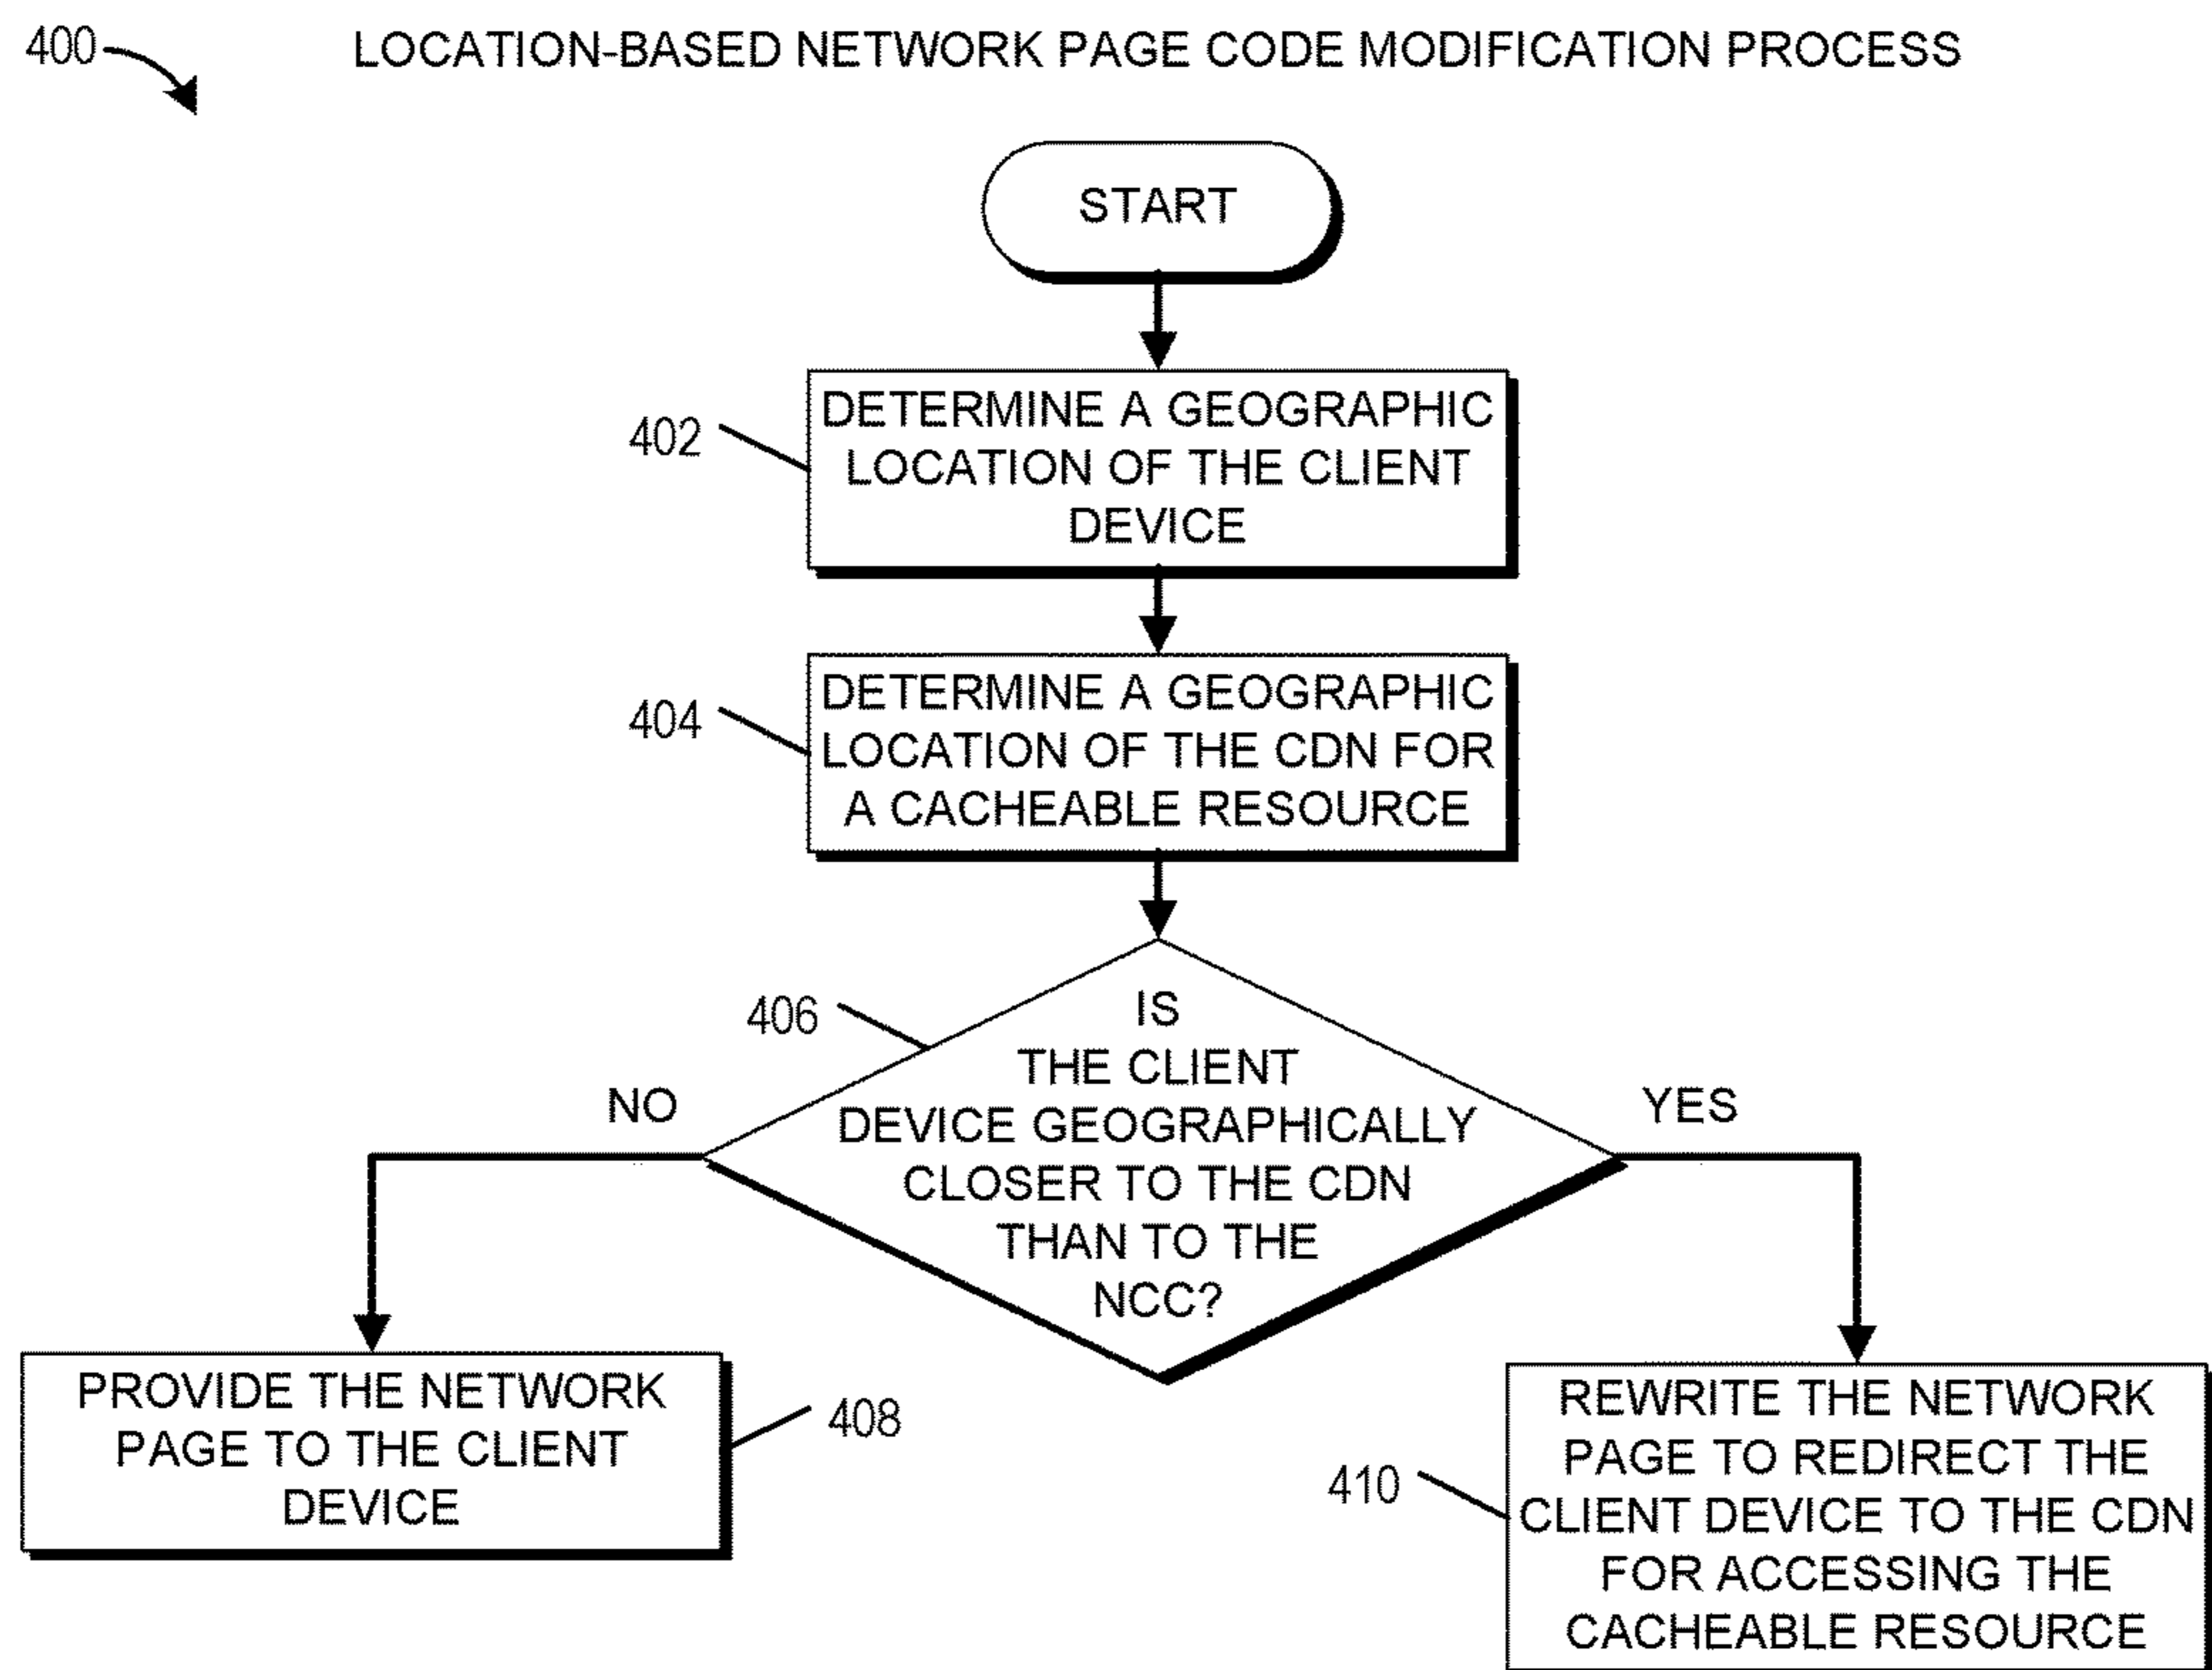 400
LOCATION-BASED NETWORK PAGE CODE MODIFICATION PROCESS
START
402
DETERMINE A GEOGRAPHIC
LOCATION OF THE CLIENT
DEVICE
404
DETERMINE A GEOGRAPHIC
LOCATION OF THE CDN FOR
A CACHEABLE RESOURCE
406
IS
THE CLIENT
DEVICE GEOGRAPHICALLY
CLOSER TO THE CDN
THAN TO THE
NCC?
NO
YES
PROVIDE THE NETWORK
PAGE TO THE CLIENT
DEVICE
408
410
REWRITE THE NETWORK
PAGE TO REDIRECT THE
CLIENT DEVICE TO THE CDN
FOR ACCESSING THE
CACHEABLE RESOURCE